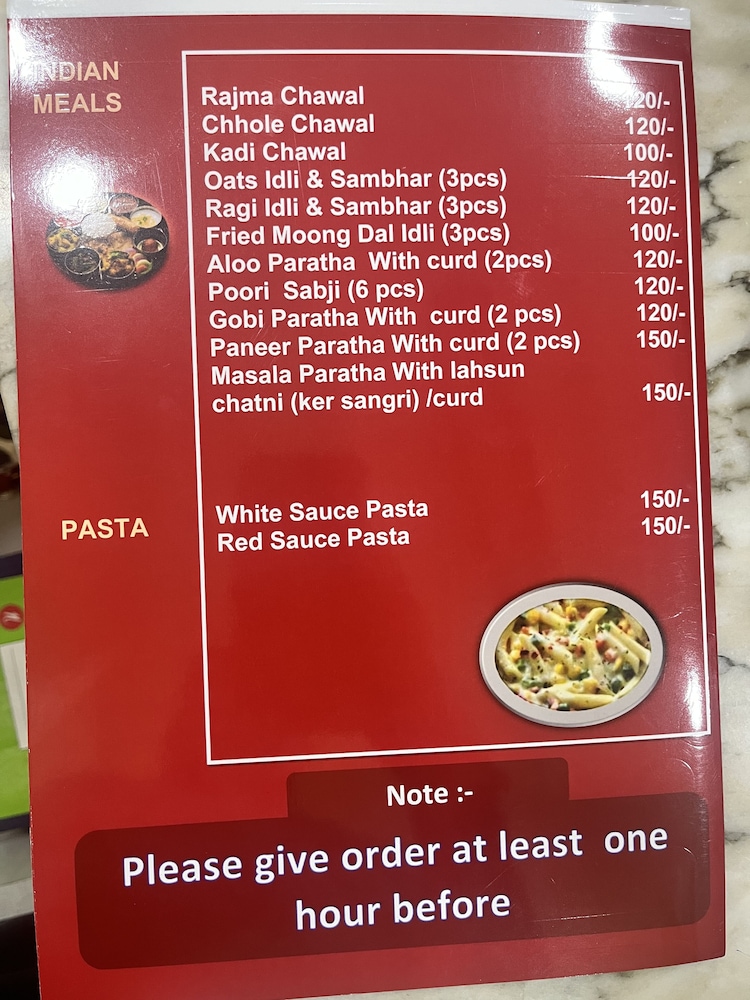 INDIAN
MEALS
Rajma Chawal 120/-
Chhole Chawal 120/-
Kadi Chawal 100/-
Oats Idli & Sambhar (3pcs) 120/-
Ragi Idli & Sambhar (3pcs) 120/-
Fried Moong Dal Idli (3pcs) 100/-
Aloo Paratha With curd (2pcs) 120/-
Poori Sabji (6 pcs) 120/-
Gobi Paratha With curd (2 pcs) 120/-
Paneer Paratha With curd (2 pcs) 150/-
Masala Paratha With lahsun
chatni (ker sangri) /curd 150/-
PASTA
White Sauce Pasta 150/-
Red Sauce Pasta 150/-
Note :-
Please give order at least one
hour before